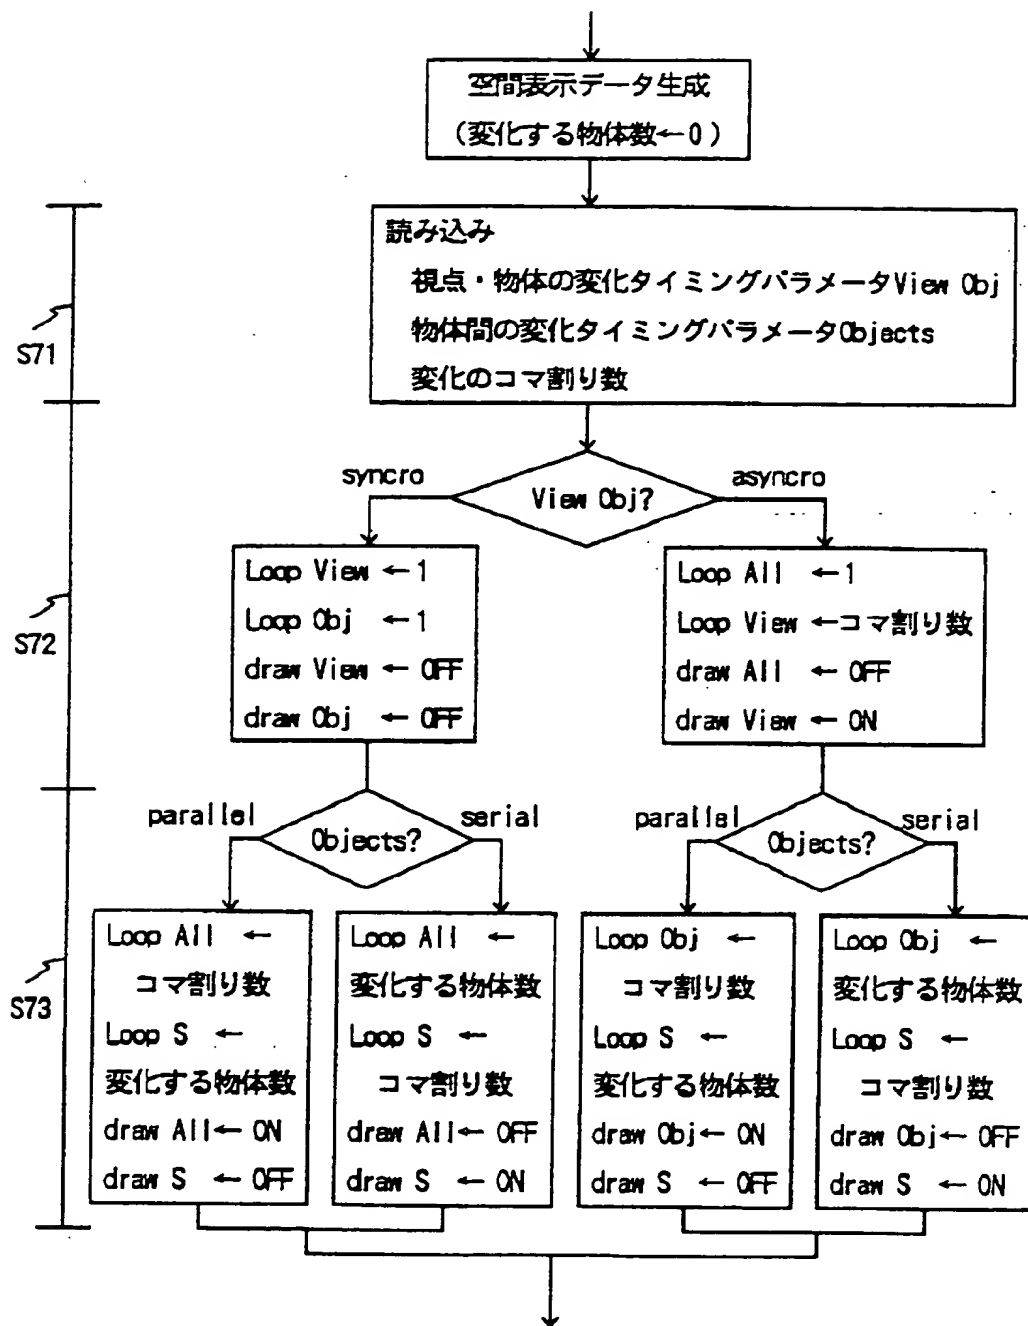 空間表示データ生成
（変化する物体数←0）
読み込み
視点・物体の変化タイミングパラメータView Obj
物体間の変化タイミングパラメータObjects
変化のコマ割り数
S71
syncro
View Obj?
asyncro
Loop View ←1
Loop Obj ←1
draw View ← OFF
draw Obj ← OFF
Loop All ←1
Loop View ←コマ割り数
draw All ← OFF
draw View ← ON
S72
parallel
Objects?
serial
parallel
Objects?
serial
Loop All ←
コマ割り数
Loop S ←
変化する物体数
draw All← ON
draw S ← OFF
Loop All ←
変化する物体数
Loop S ←
コマ割り数
draw All← OFF
draw S ← ON
Loop Obj ←
コマ割り数
Loop S ←
変化する物体数
draw Obj← ON
draw S ← OFF
Loop Obj ←
変化する物体数
Loop S ←
コマ割り数
draw Obj← OFF
draw S ← ON
S73